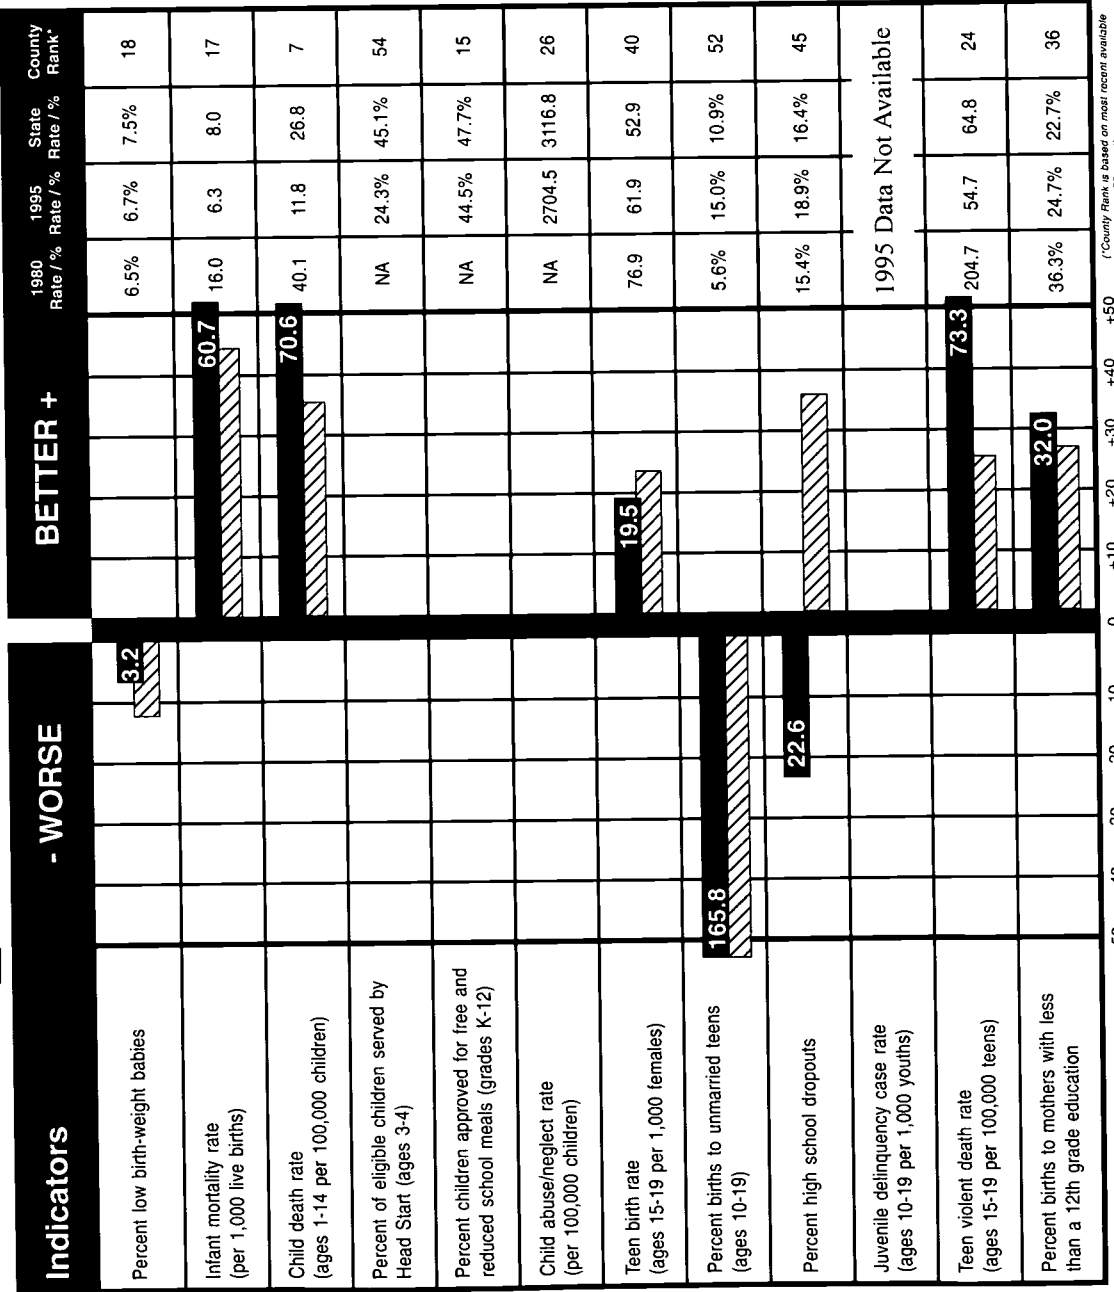 Indicators
- WORSE
BETTER +
1980
Rate / %
1995
Rate / %
State
Rate / %
County
Rank*
Percent low birth-weight babies
3.2
6.5%
6.7%
7.5%
18
Infant mortality rate
(per 1,000 live births)
60.7
16.0
6.3
8.0
17
Child death rate
(ages 1-14 per 100,000 children)
70.6
40.1
11.8
26.8
7
Percent of eligible children served by
Head Start (ages 3-4)
NA
24.3%
45.1%
54
Percent children approved for free and
reduced school meals (grades K-12)
NA
44.5%
47.7%
15
Child abuse/neglect rate
(per 100,000 children)
NA
2704.5
3116.8
26
Teen birth rate
(ages 15-19 per 1,000 females)
19.5
76.9
61.9
52.9
40
Percent births to unmarried teens
(ages 10-19)
165.8
5.6%
15.0%
10.9%
52
Percent high school dropouts
22.6
15.4%
18.9%
16.4%
45
Juvenile delinquency case rate
(ages 10-19 per 1,000 youths)
1995 Data Not Available
Teen violent death rate
(ages 15-19 per 100,000 teens)
73.3
204.7
54.7
64.8
24
Percent births to mothers with less
than a 12th grade education
32.0
36.3%
24.7%
22.7%
36
0
+10
+20
+30
+40
+50
(*County Rank is based on most recent available